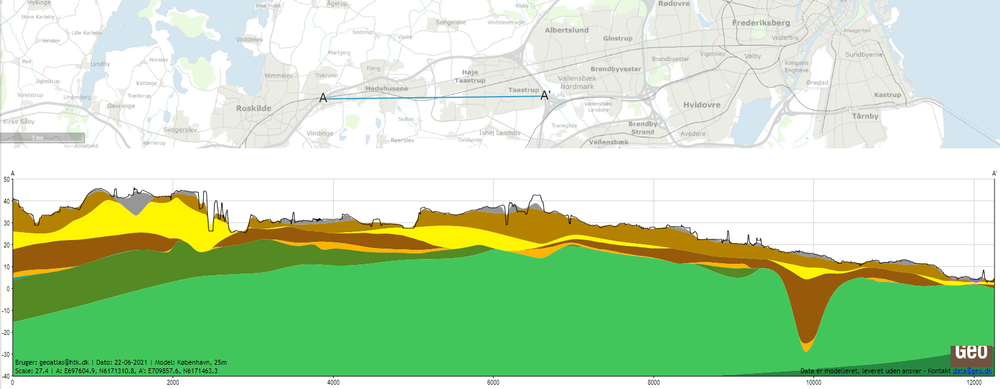 Hyllinge
Risø Huse
Ågerup
Risby
Rødovre
By
Store Karleby
Sengeløse
Vridsløsemagle
Frederiksberg
Lille Karleby
Soderup
Albertslund
Amagerbro
Jenslev
Veddelev
Vasby
Glostrup
Vesterbro
Rye
Lyndby
Herslev
Marbjerg
Brøndbyøster
Vigerslev
Valby
Sundbyerne
Fløng
Høje
Taastrup
Brøndbyvester
Kongens
Enghave
Uglestrup
Kattinge
Himmelev
Trekroner
Vallensbæk
Nordmark
Ørestad
Torkilstrup
Lindenborg
Trællerup
A
Hedehusene
Taastrup
A'
Kastrup
Gevninge
Roskilde
Vallensbæk
Landsby
Hvidovre
Kirke Såby
Solhøj
Tårnby
Svogerslev
Vindinge
Ishøj Landsby
Tranegilde
Brøndby
Strand
Avedøre
5 km
Abbetved
Kornerup
Reerslev
Torslunde
Vallensbæk
A
A'
50
40
30
20
10
0
-10
-20
-30
-40
Geo
Bruger: geoatlas@htk.dk | Dato: 22-06-2021 | Model: København, 25m
Scale: 27.4 | A: E697604.9, N6171310.8, A': E709857.6, N6171463.3
Data er modelleret, leveret uden ansvar - Kontakt data@geo.dk
0
2000
4000
6000
8000
10000
12000